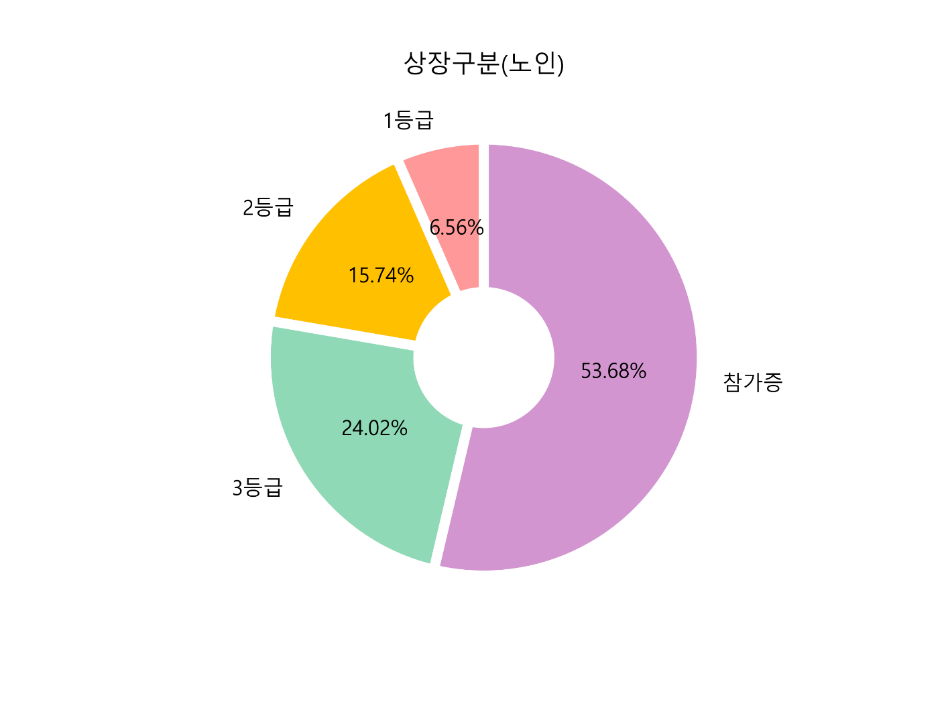 상장구분(노인)
1등급
6.56%
2등급
15.74%
53.68%
참가증
24.02%
3등급